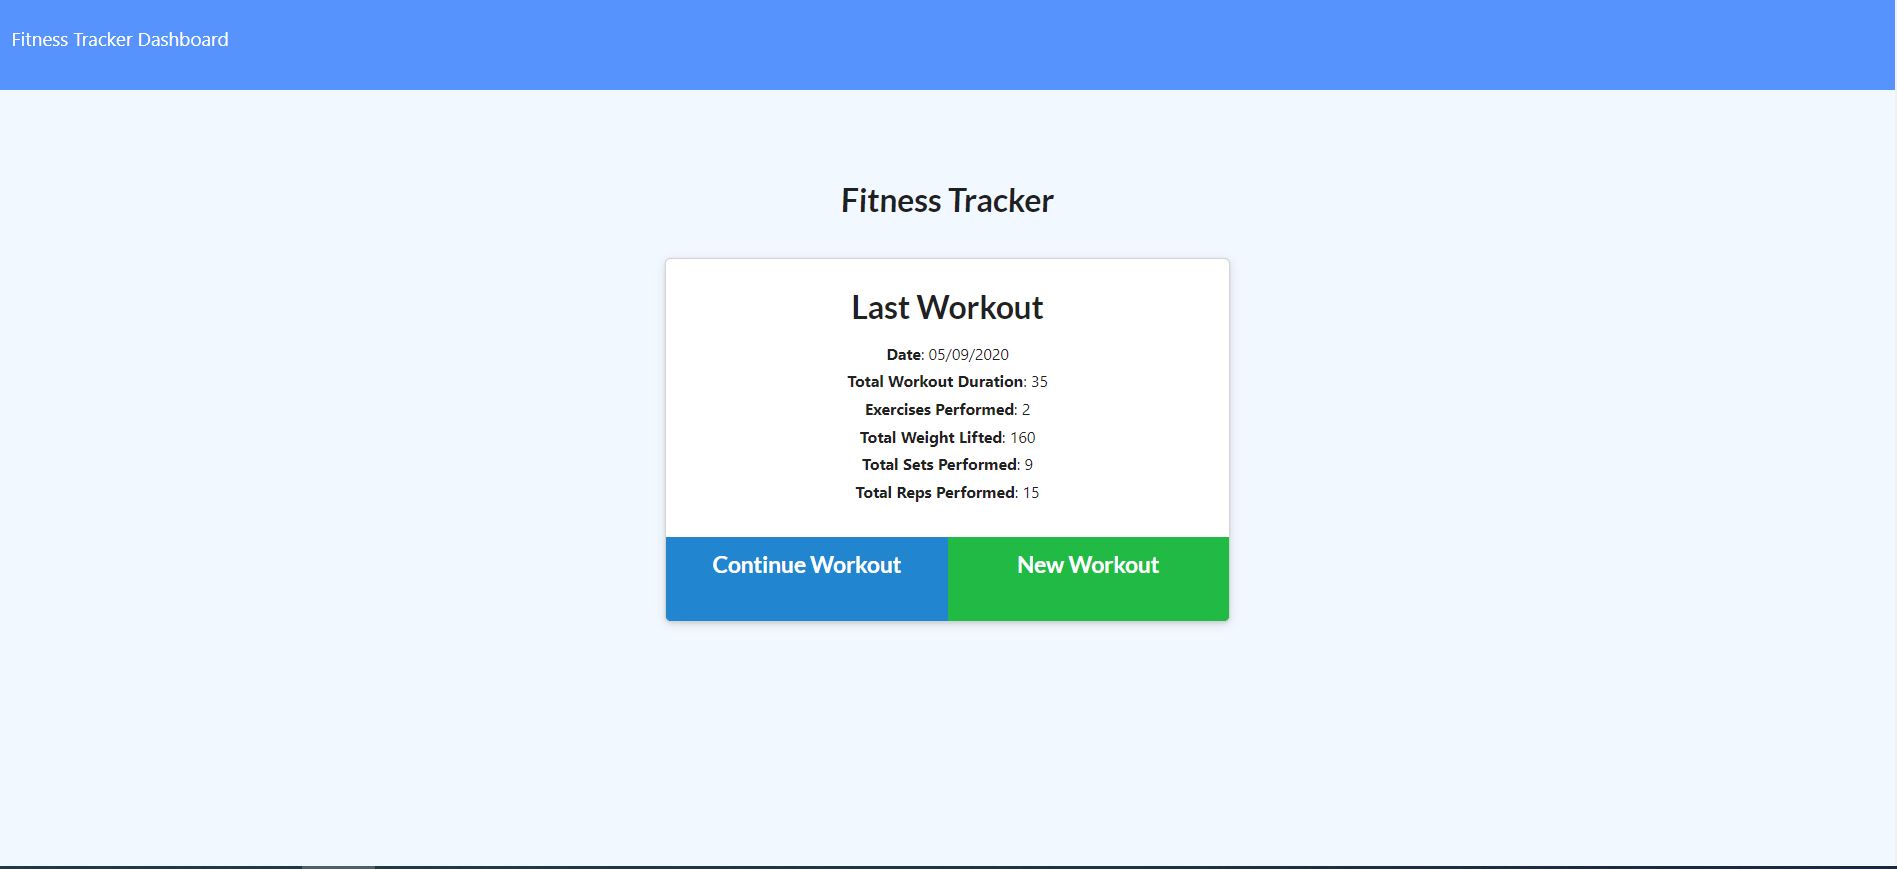 Fitness Tracker Dashboard
Fitness Tracker
Last Workout
Date: 05/09/2020
Total Workout Duration: 35
Exercises Performed: 2
Total Weight Lifted: 160
Total Sets Performed: 9
Total Reps Performed: 15
Continue Workout
New Workout